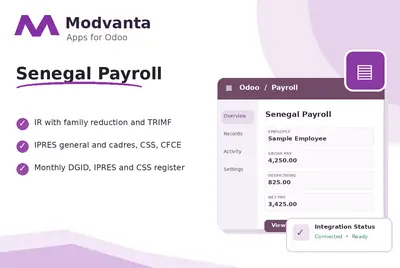 Modvanta
Apps for Odoo
Senegal Payroll
IR with family reduction and TRIMF
IPRES general and cadres, CSS, CFCE
Monthly DGID, IPRES and CSS register
Odoo / Payroll
Overview
Records
Activity
Settings
Senegal Payroll
EMPLOYEE
Sample Employee
GROSS PAY
4,250.00
DEDUCTIONS
825.00
NET PAY
3,425.00
View
Integration Status
Connected • Ready